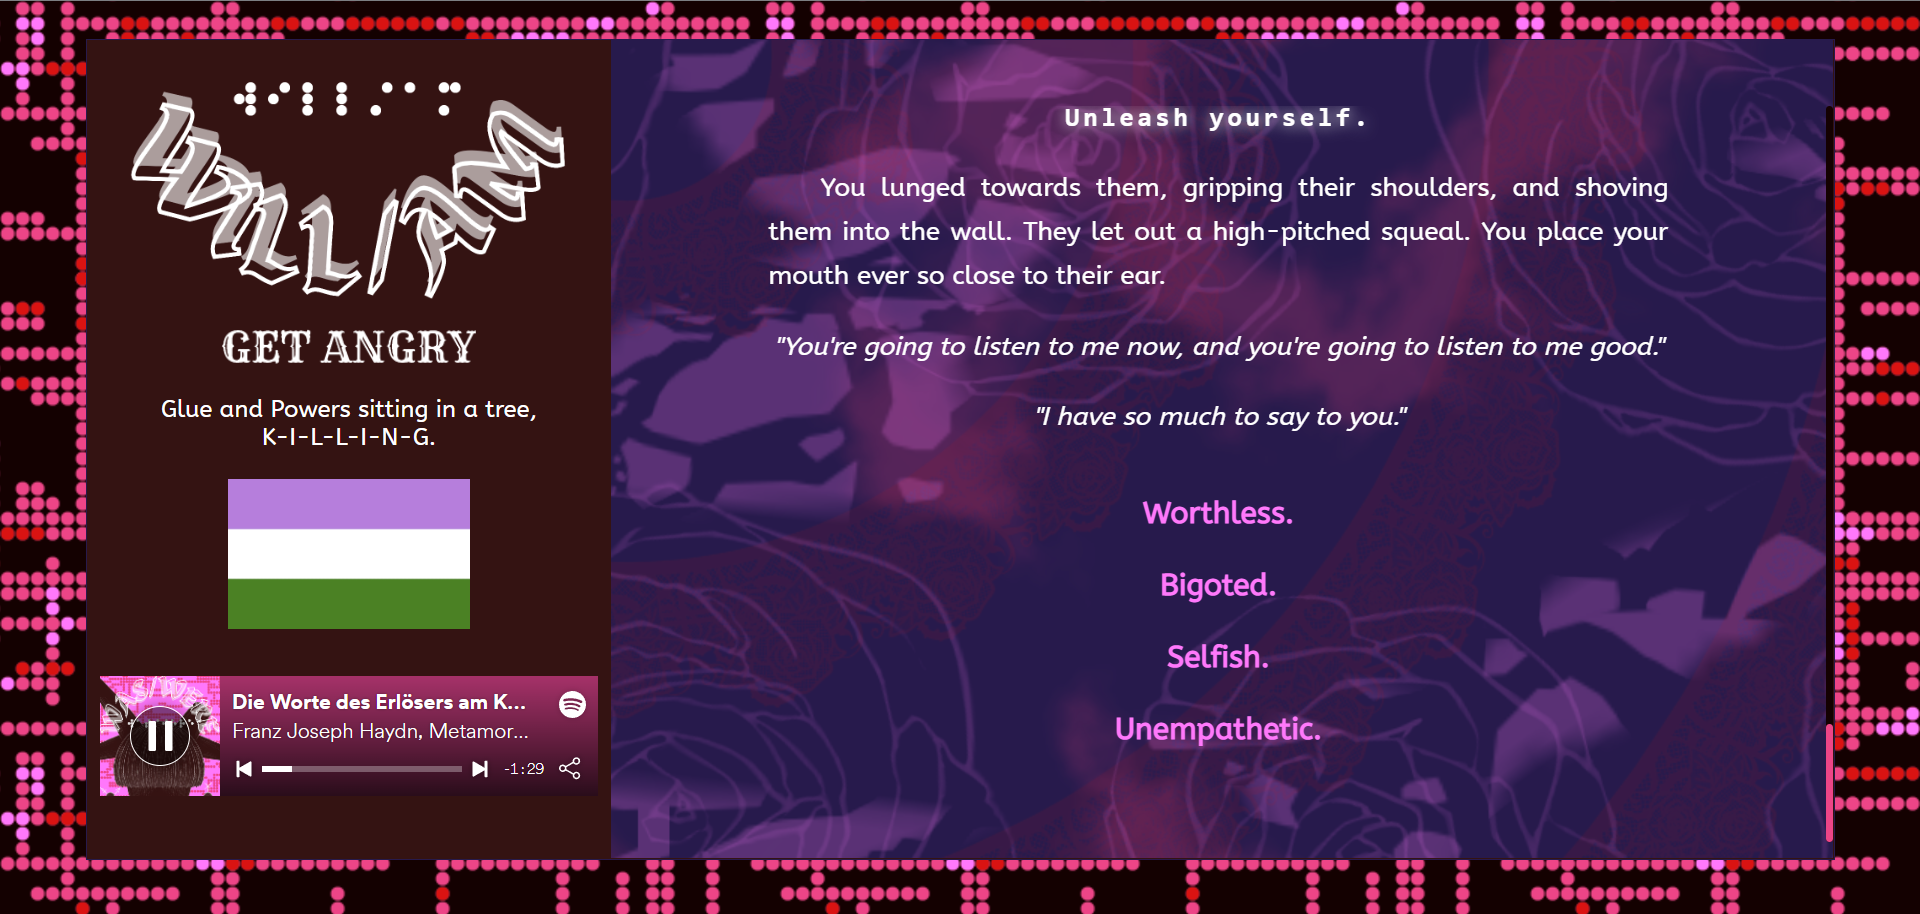 ⠺⠊⠇⠇⠌⠁⠍
WILL/AM
GET ANGRY
Glue and Powers sitting in a tree,
K-I-L-L-I-N-G.
Die Worte des Erlösers am K...
Franz Joseph Haydn, Metamor...
-1:29
Unleash yourself.
You lunged towards them, gripping their shoulders, and shoving
them into the wall. They let out a high-pitched squeal. You place your
mouth ever so close to their ear.
"You're going to listen to me now, and you're going to listen to me good."
"I have so much to say to you."
Worthless.
Bigoted.
Selfish.
Unempathetic.